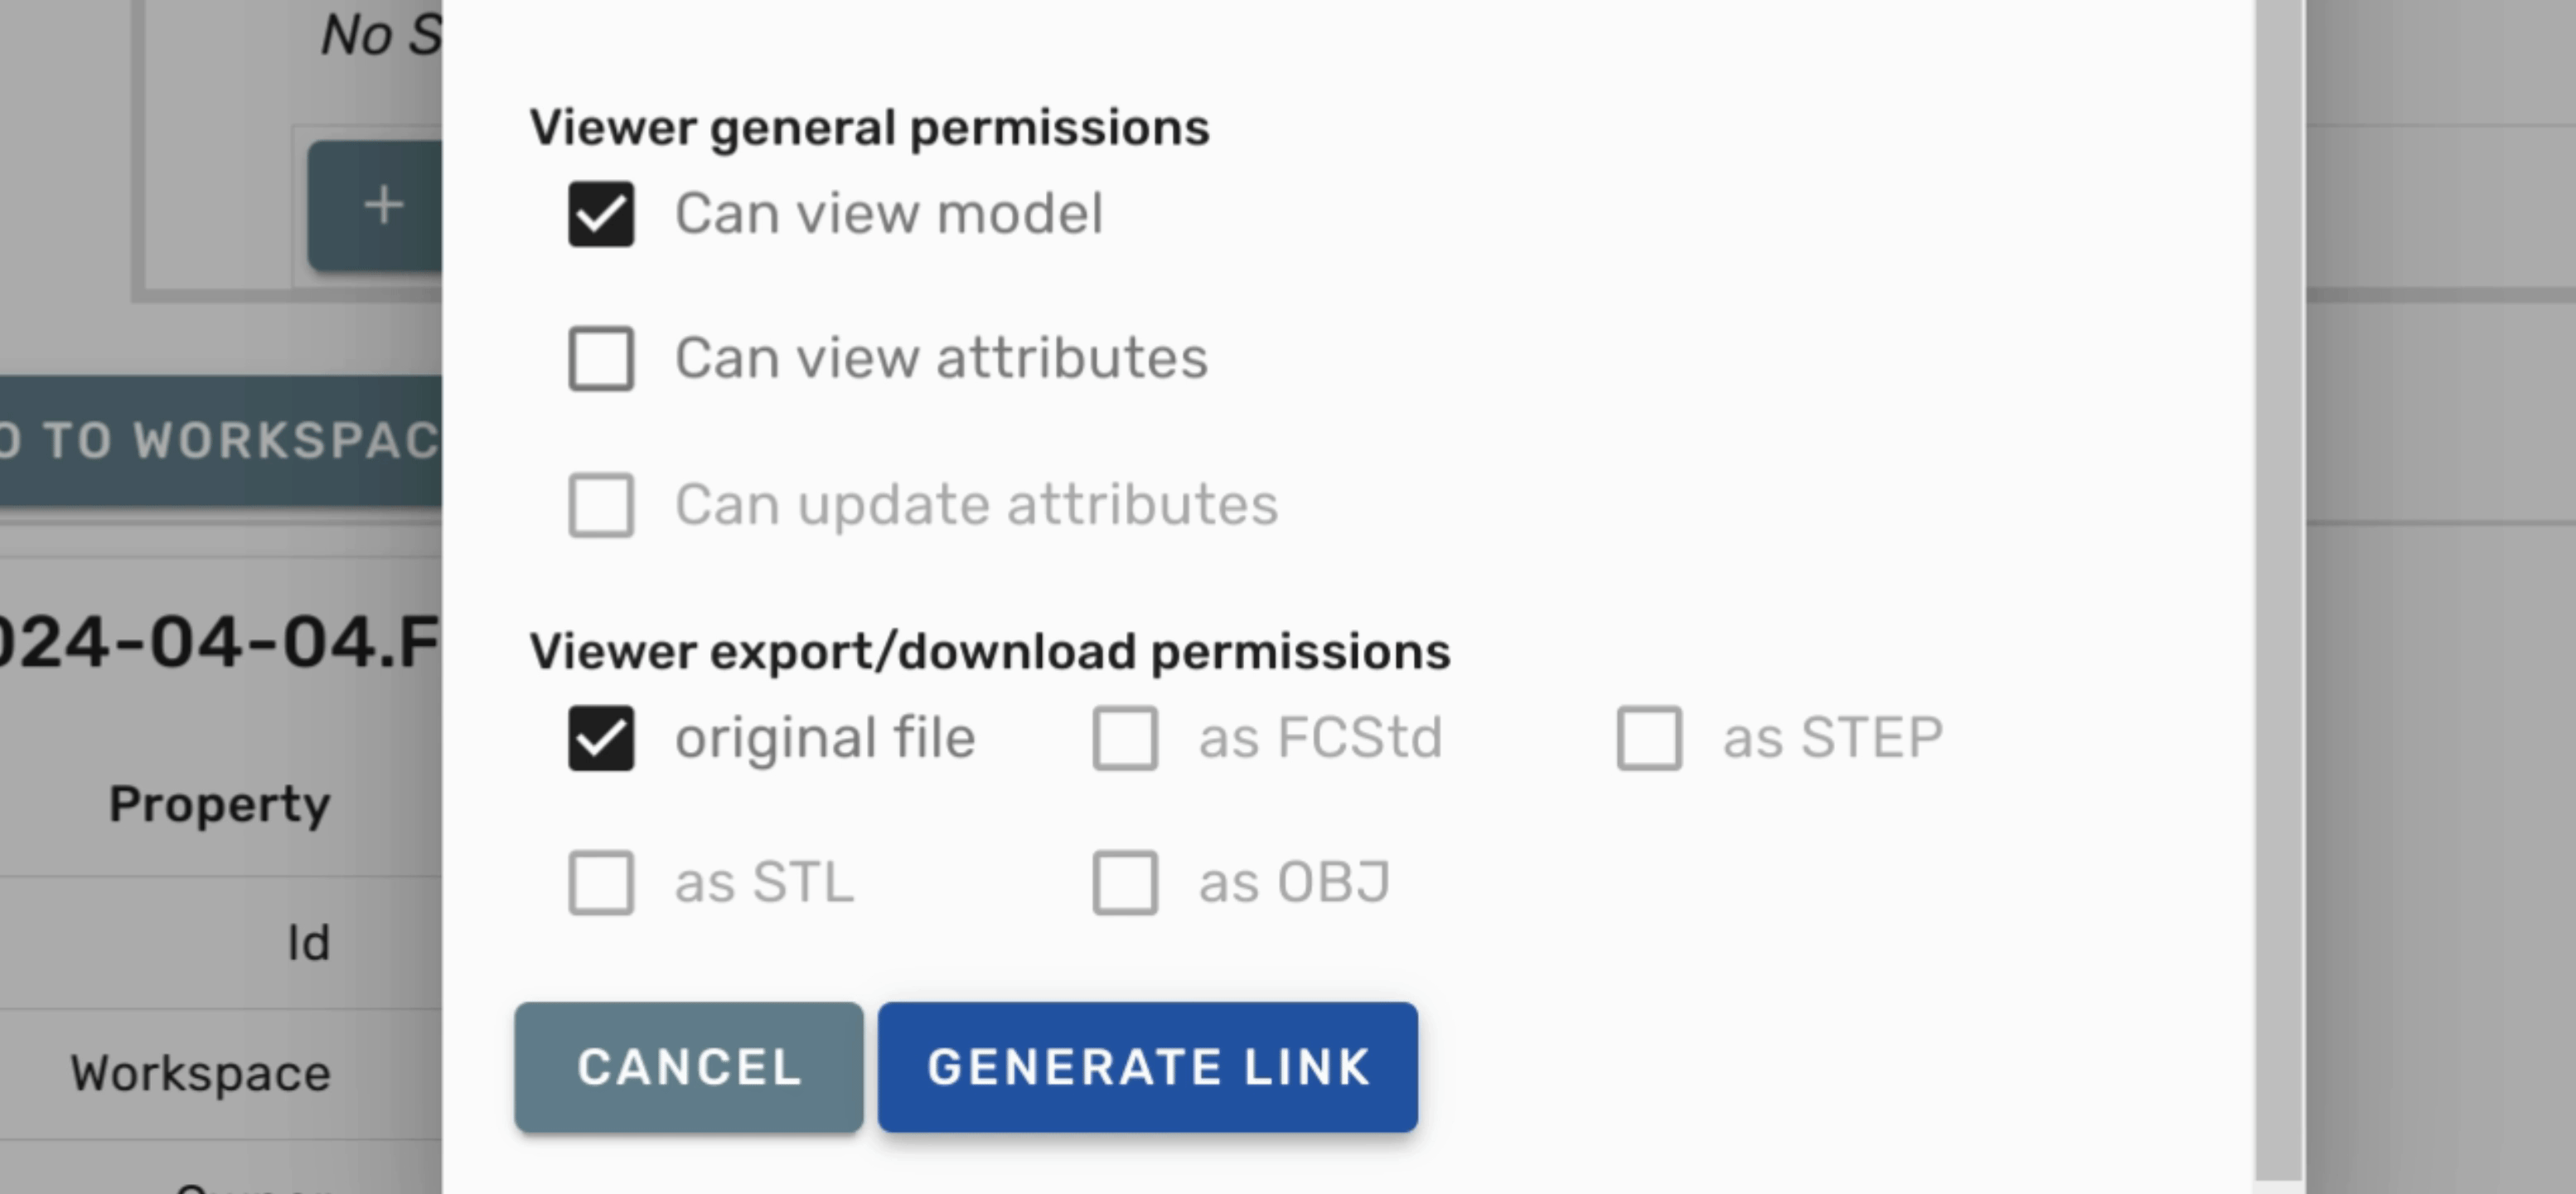 No S
Viewer general permissions
+
Can view model
Can view attributes
O TO WORKSPAC
Can update attributes
024-04-04.F
Viewer export/download permissions
original file as FCStd as STEP
Property
as STL as OBJ
Id
CANCEL GENERATE LINK
Workspace